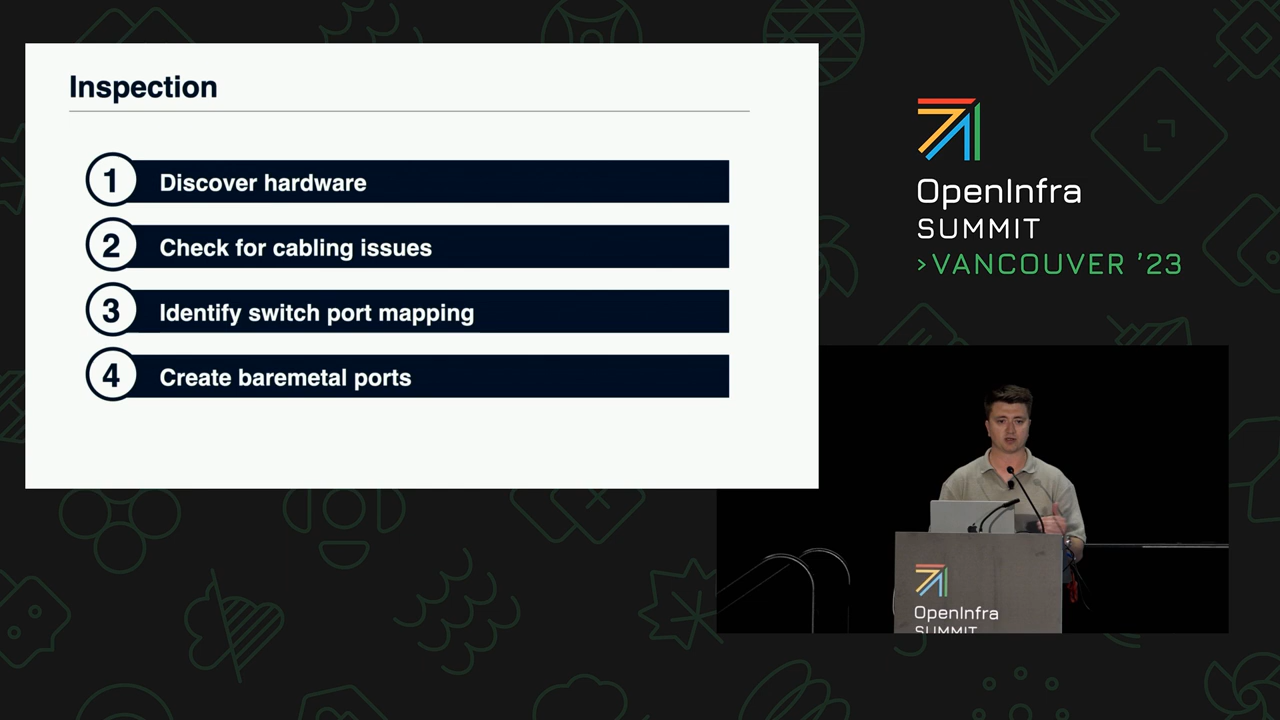 Inspection
1 Discover hardware
2 Check for cabling issues
3 Identify switch port mapping
4 Create baremetal ports
OpenInfra
SUMMIT
>VANCOUVER '23
OpenInfra
SUMMIT